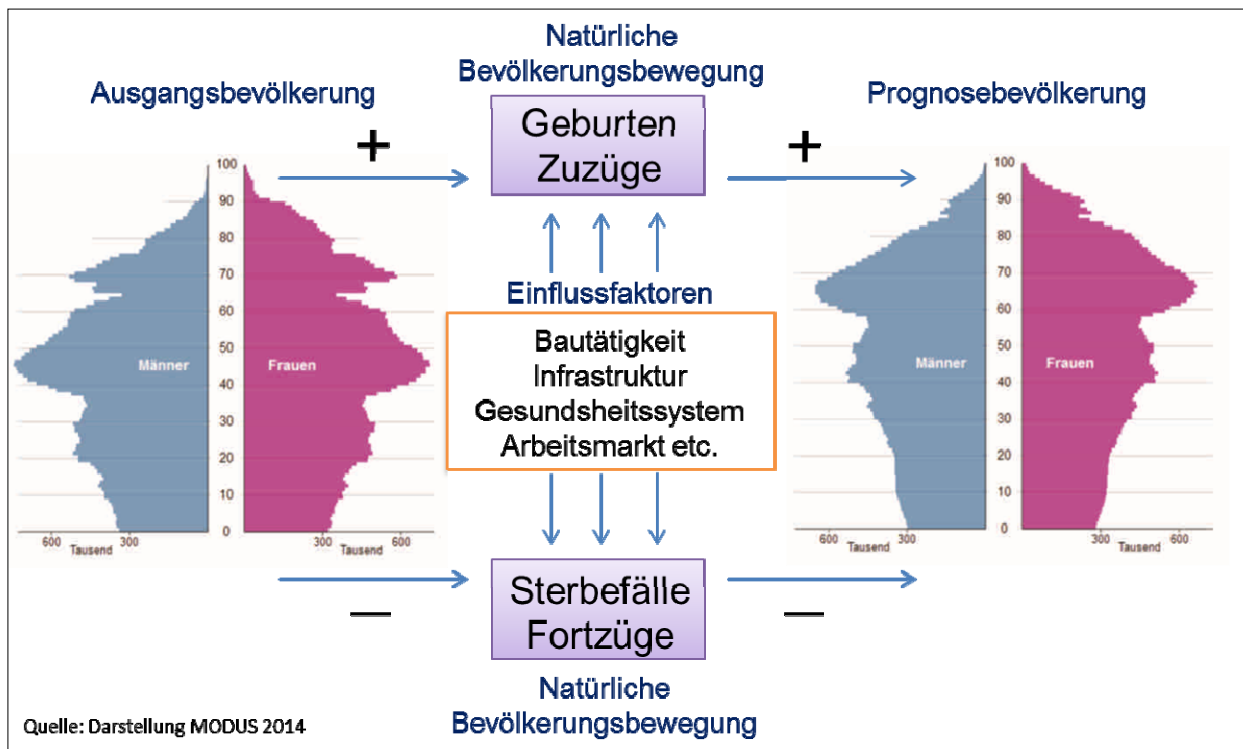 Natürliche
Bevölkerungsbewegung
Ausgangsbevölkerung
Prognosebevölkerung
+
Geburten
Zuzüge
+
100
90
80
70
60
50
40
30
20
10
0
Männer
Frauen
600
300
300
600
Tausend
Tausend
Einflussfaktoren
Bautätigkeit
Infrastruktur
Gesundsheitssystem
Arbeitsmarkt etc.
100
90
80
70
60
50
40
30
20
10
0
Männer
Frauen
600
300
300
600
Tausend
Tausend
—
Sterbefälle
Fortzüge
—
Natürliche
Bevölkerungsbewegung
Quelle: Darstellung MODUS 2014